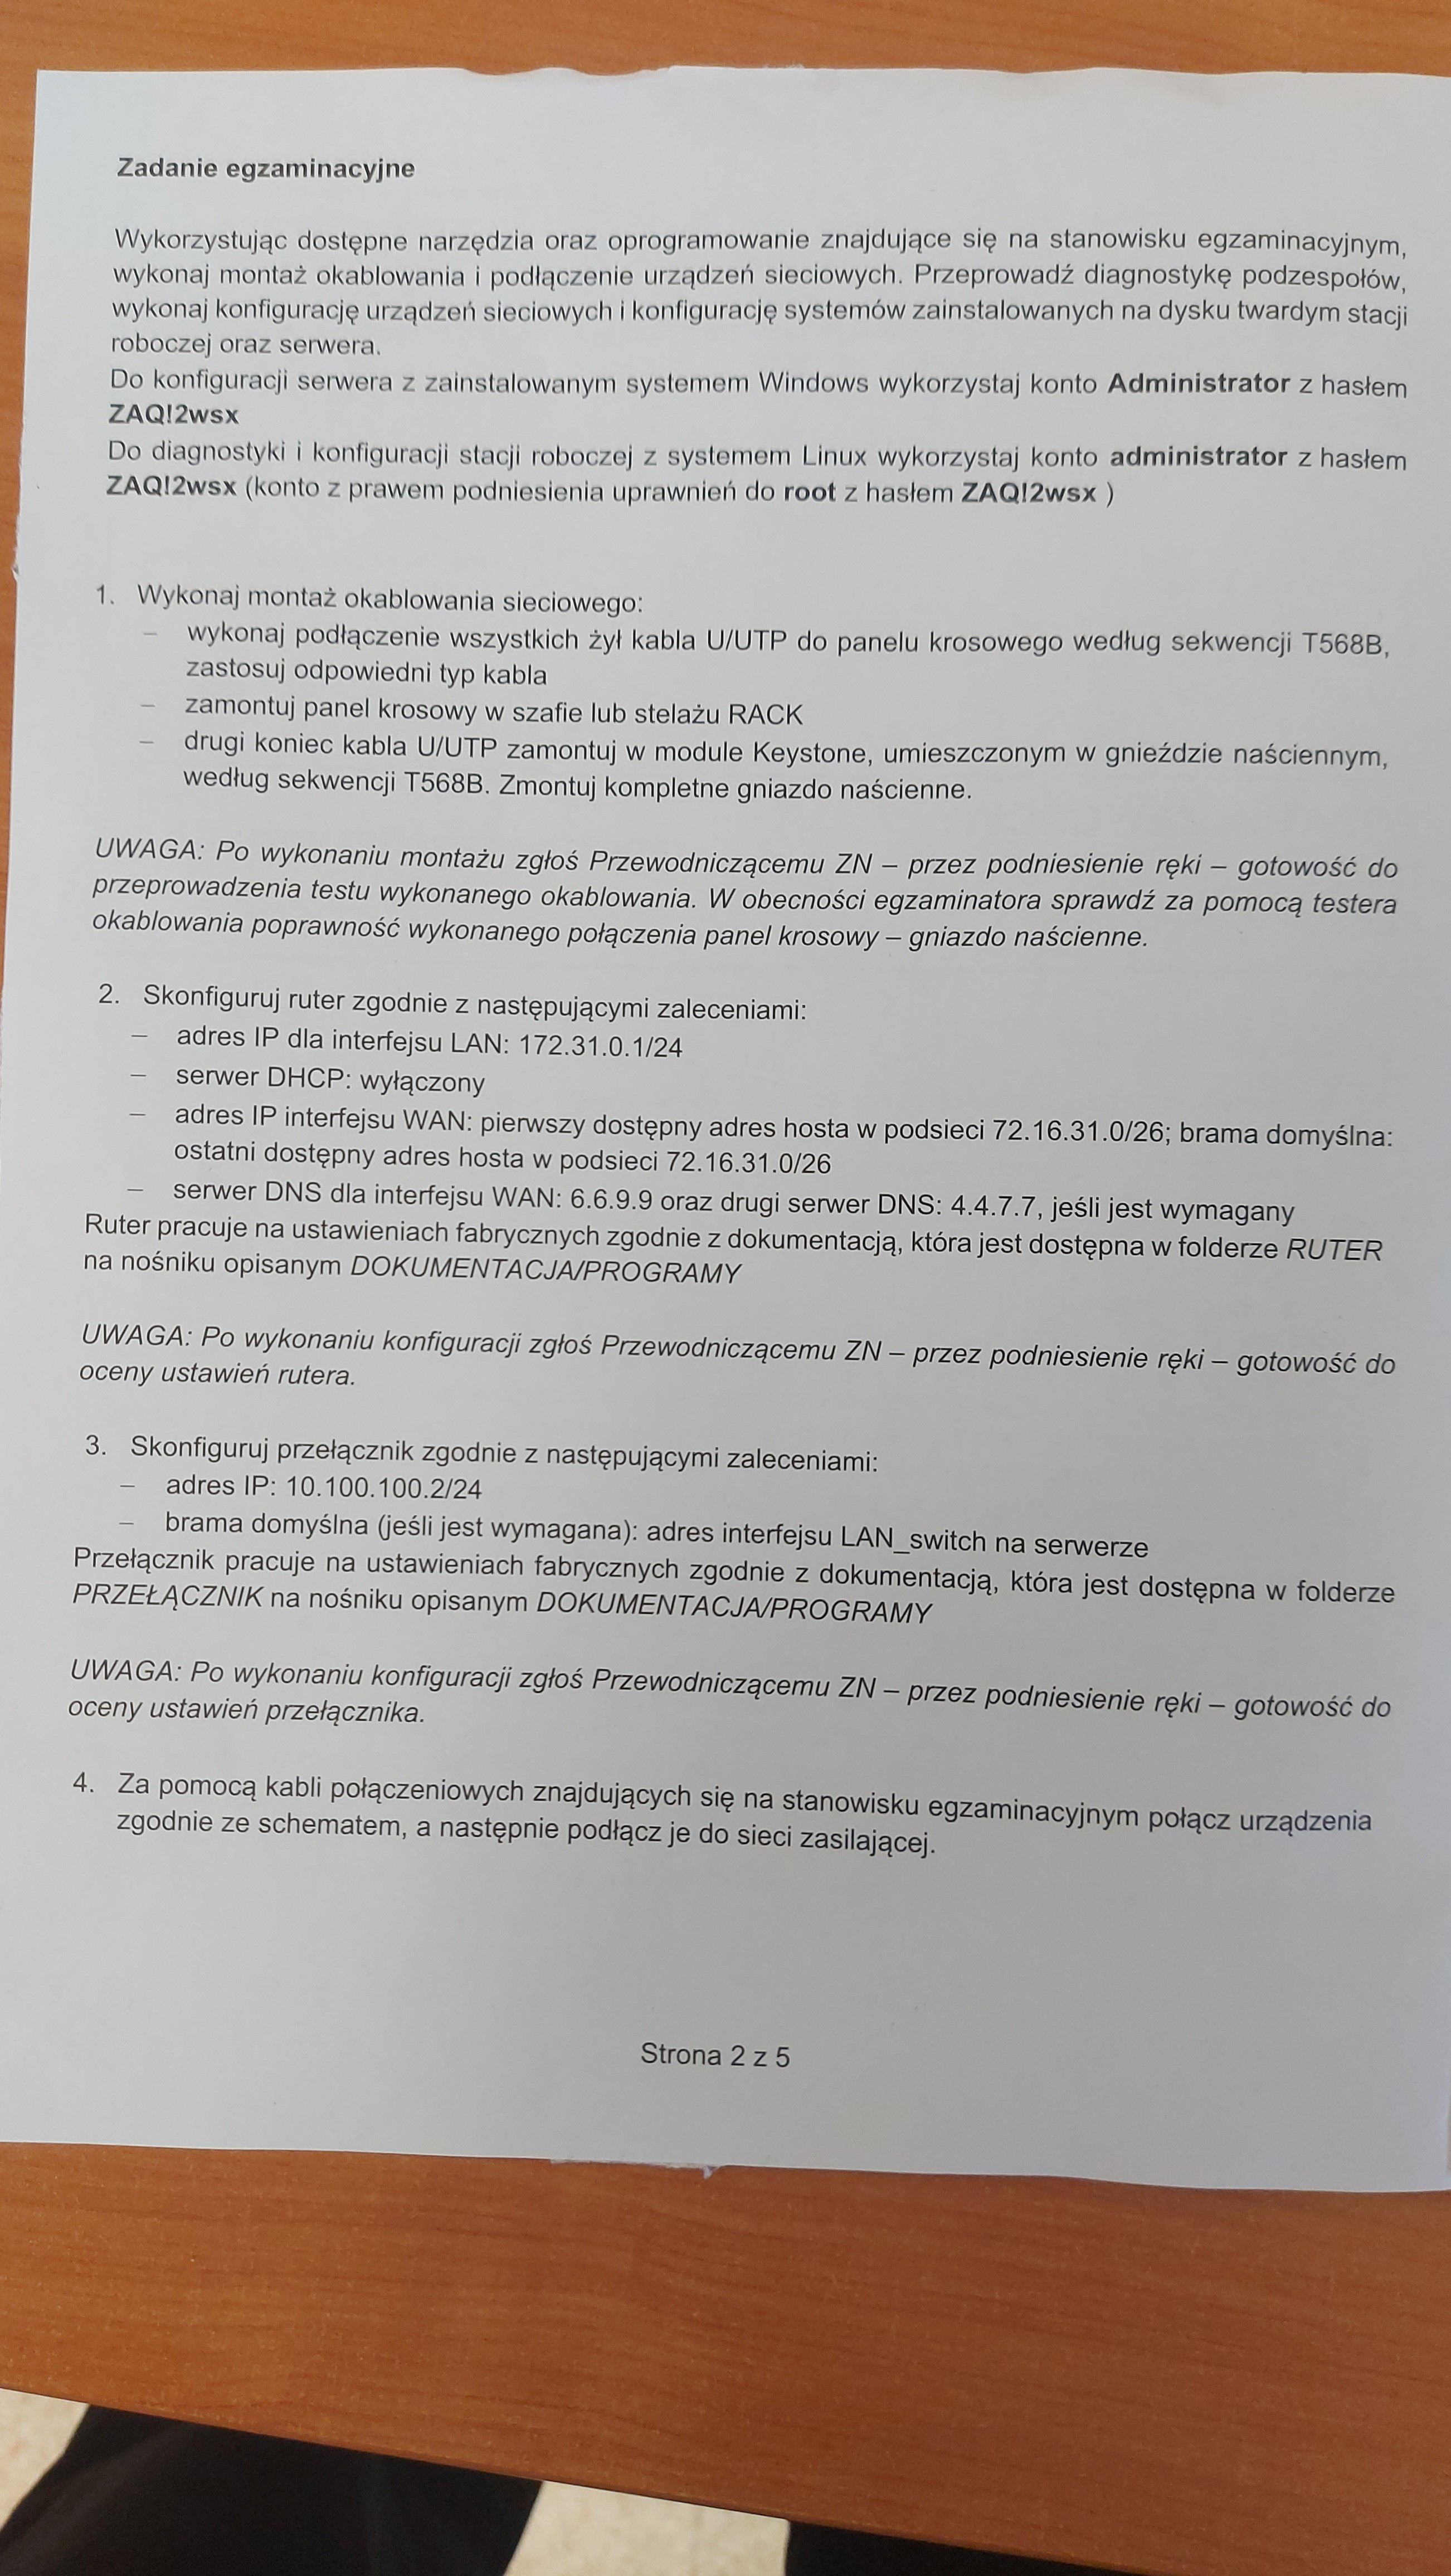 Zadanie egzaminacyjne
Wykorzystując dostępne narzędzia oraz oprogramowanie znajdujące się na stanowisku egzaminacyjnym,
wykonaj montaż okablowania i podłączenie urządzeń sieciowych. Przeprowadź diagnostykę podzespołów,
wykonaj konfigurację urządzeń sieciowych i konfigurację systemów zainstalowanych na dysku twardym stacji
roboczej oraz serwera.
Do konfiguracji serwera z zainstalowanym systemem Windows wykorzystaj konto Administrator z hasłem
ZAQ!2wsx
Do diagnostyki i konfiguracji stacji roboczej z systemem Linux wykorzystaj konto administrator z hasłem
ZAQ!2wsx (konto z prawem podniesienia uprawnień do root z hasłem ZAQ!2wsx )
1. Wykonaj montaż okablowania sieciowego:
– wykonaj podłączenie wszystkich żył kabla U/UTP do panelu krosowego według sekwencji T568B,
zastosuj odpowiedni typ kabla
– zamontuj panel krosowy w szafie lub stelażu RACK
– drugi koniec kabla U/UTP zamontuj w module Keystone, umieszczonym w gnieździe naściennym,
według sekwencji T568B. Zmontuj kompletne gniazdo naścienne.
UWAGA: Po wykonaniu montażu zgłoś Przewodniczącemu ZN – przez podniesienie ręki – gotowość do
przeprowadzenia testu wykonanego okablowania. W obecności egzaminatora sprawdź za pomocą testera
okablowania poprawność wykonanego połączenia panel krosowy – gniazdo naścienne.
2. Skonfiguruj ruter zgodnie z następującymi zaleceniami:
– adres IP dla interfejsu LAN: 172.31.0.1/24
– serwer DHCP: wyłączony
– adres IP interfejsu WAN: pierwszy dostępny adres hosta w podsieci 72.16.31.0/26; brama domyślna:
ostatni dostępny adres hosta w podsieci 72.16.31.0/26
– serwer DNS dla interfejsu WAN: 6.6.9.9 oraz drugi serwer DNS: 4.4.7.7, jeśli jest wymagany
Ruter pracuje na ustawieniach fabrycznych zgodnie z dokumentacją, która jest dostępna w folderze RUTER
na nośniku opisanym DOKUMENTACJA/PROGRAMY
UWAGA: Po wykonaniu konfiguracji zgłoś Przewodniczącemu ZN – przez podniesienie ręki – gotowość do
oceny ustawień rutera.
3. Skonfiguruj przełącznik zgodnie z następującymi zaleceniami:
– adres IP: 10.100.100.2/24
– brama domyślna (jeśli jest wymagana): adres interfejsu LAN_switch na serwerze
Przełącznik pracuje na ustawieniach fabrycznych zgodnie z dokumentacją, która jest dostępna w folderze
PRZEŁĄCZNIK na nośniku opisanym DOKUMENTACJA/PROGRAMY
UWAGA: Po wykonaniu konfiguracji zgłoś Przewodniczącemu ZN – przez podniesienie ręki – gotowość do
oceny ustawień przełącznika.
4. Za pomocą kabli połączeniowych znajdujących się na stanowisku egzaminacyjnym połącz urządzenia
zgodnie ze schematem, a następnie podłącz je do sieci zasilającej.
Strona 2 z 5